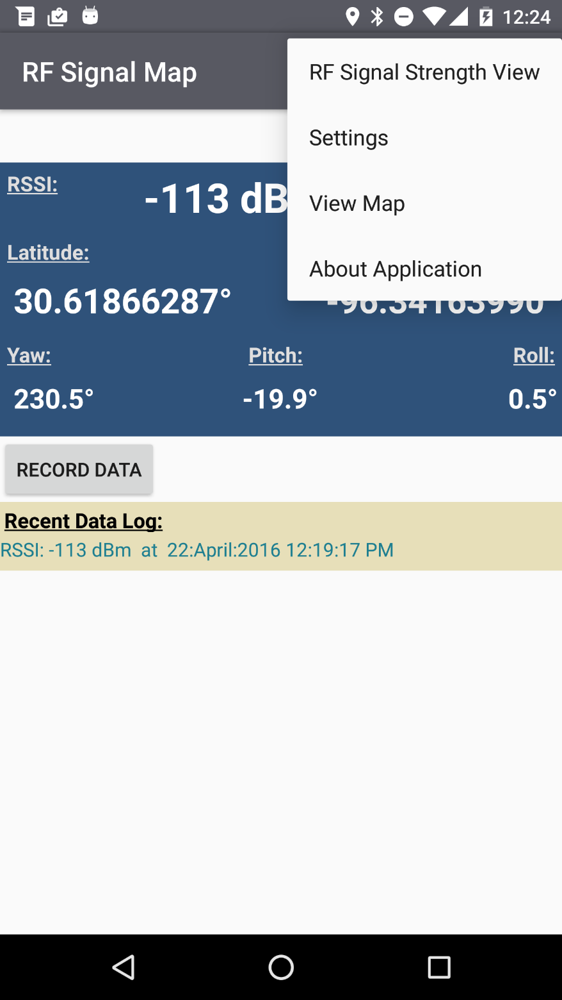 12:24
RF Signal Map
RF Signal Strength View
Settings
View Map
About Application
RSSI:
-113 dB
Latitude:
30.61866287°
-96.34163990
Yaw:
Pitch:
Roll:
230.5°
-19.9°
0.5°
RECORD DATA
Recent Data Log:
RSSI: -113 dBm at 22:April:2016 12:19:17 PM